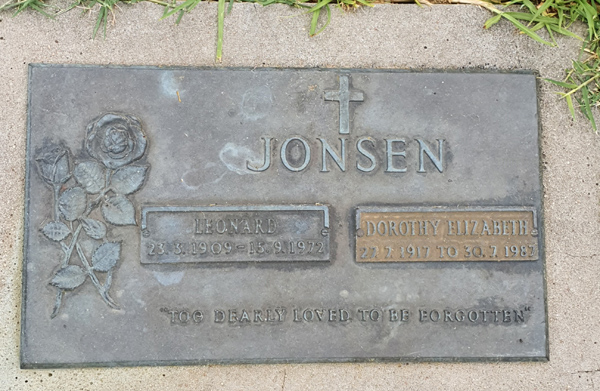 JONSEN
LEONARD
23.3.1909-15.9.1972
DOROTHY ELIZABETH
27.7.1917 TO 30.7.1987
"TOO DEARLY LOVED TO BE FORGOTTEN"